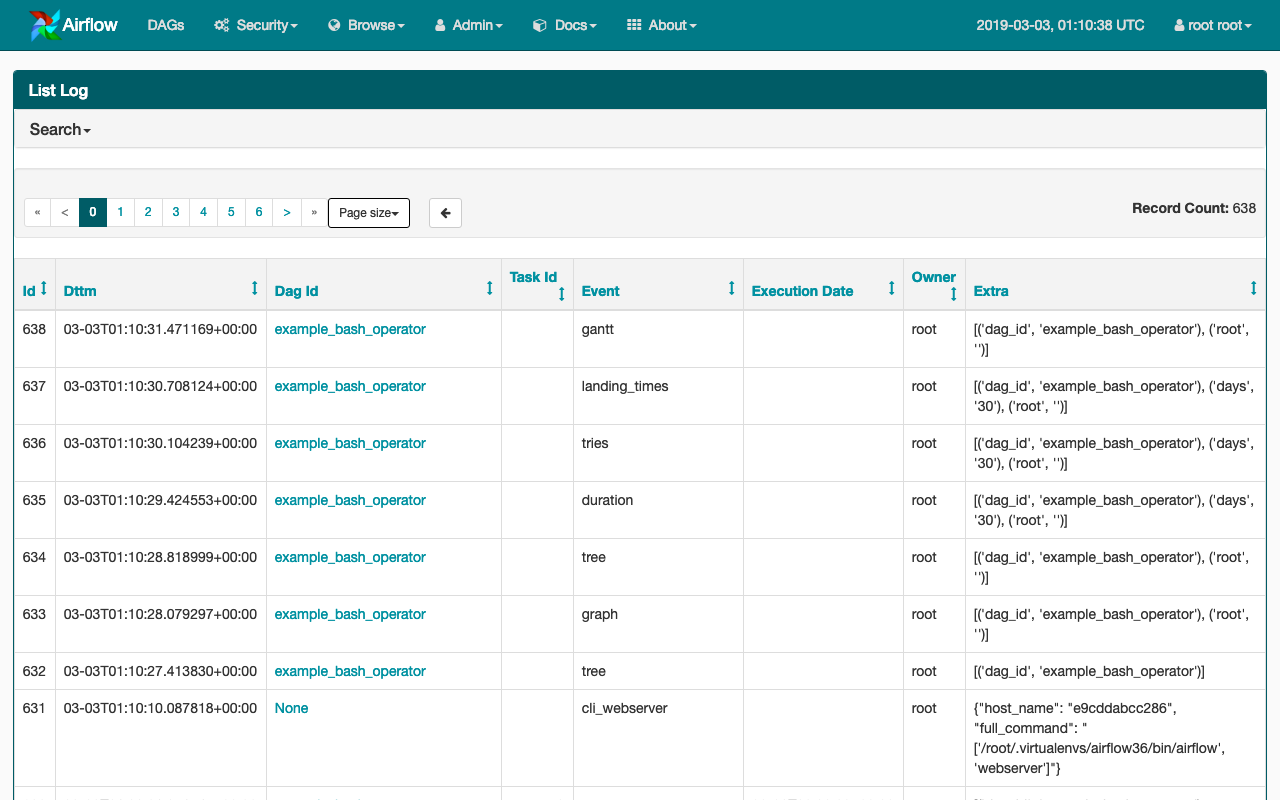 Airflow DAGs Security Browse Admin Docs About 2019-03-03, 01:10:38 UTC root root
List Log
Search
« < 0 1 2 3 4 5 6 > » Page size Record Count: 638
Id Dttm Dag Id Task Id Event Execution Date Owner Extra
638 03-03T01:10:31.471169+00:00 example_bash_operator gantt root [('dag_id', 'example_bash_operator'), ('root',
'')]
637 03-03T01:10:30.708124+00:00 example_bash_operator landing_times root [('dag_id', 'example_bash_operator'), ('days',
'30'), ('root', '')]
636 03-03T01:10:30.104239+00:00 example_bash_operator tries root [('dag_id', 'example_bash_operator'), ('days',
'30'), ('root', '')]
635 03-03T01:10:29.424553+00:00 example_bash_operator duration root [('dag_id', 'example_bash_operator'), ('days',
'30'), ('root', '')]
634 03-03T01:10:28.818999+00:00 example_bash_operator tree root [('dag_id', 'example_bash_operator'), ('root',
'')]
633 03-03T01:10:28.079297+00:00 example_bash_operator graph root [('dag_id', 'example_bash_operator'), ('root',
'')]
632 03-03T01:10:27.413830+00:00 example_bash_operator tree root [('dag_id', 'example_bash_operator')]
631 03-03T01:10:10.087818+00:00 None cli_webserver root {"host_name": "e9cddabcc286",
"full_command": "
['/root/.virtualenvs/airflow36/bin/airflow',
'webserver']"}